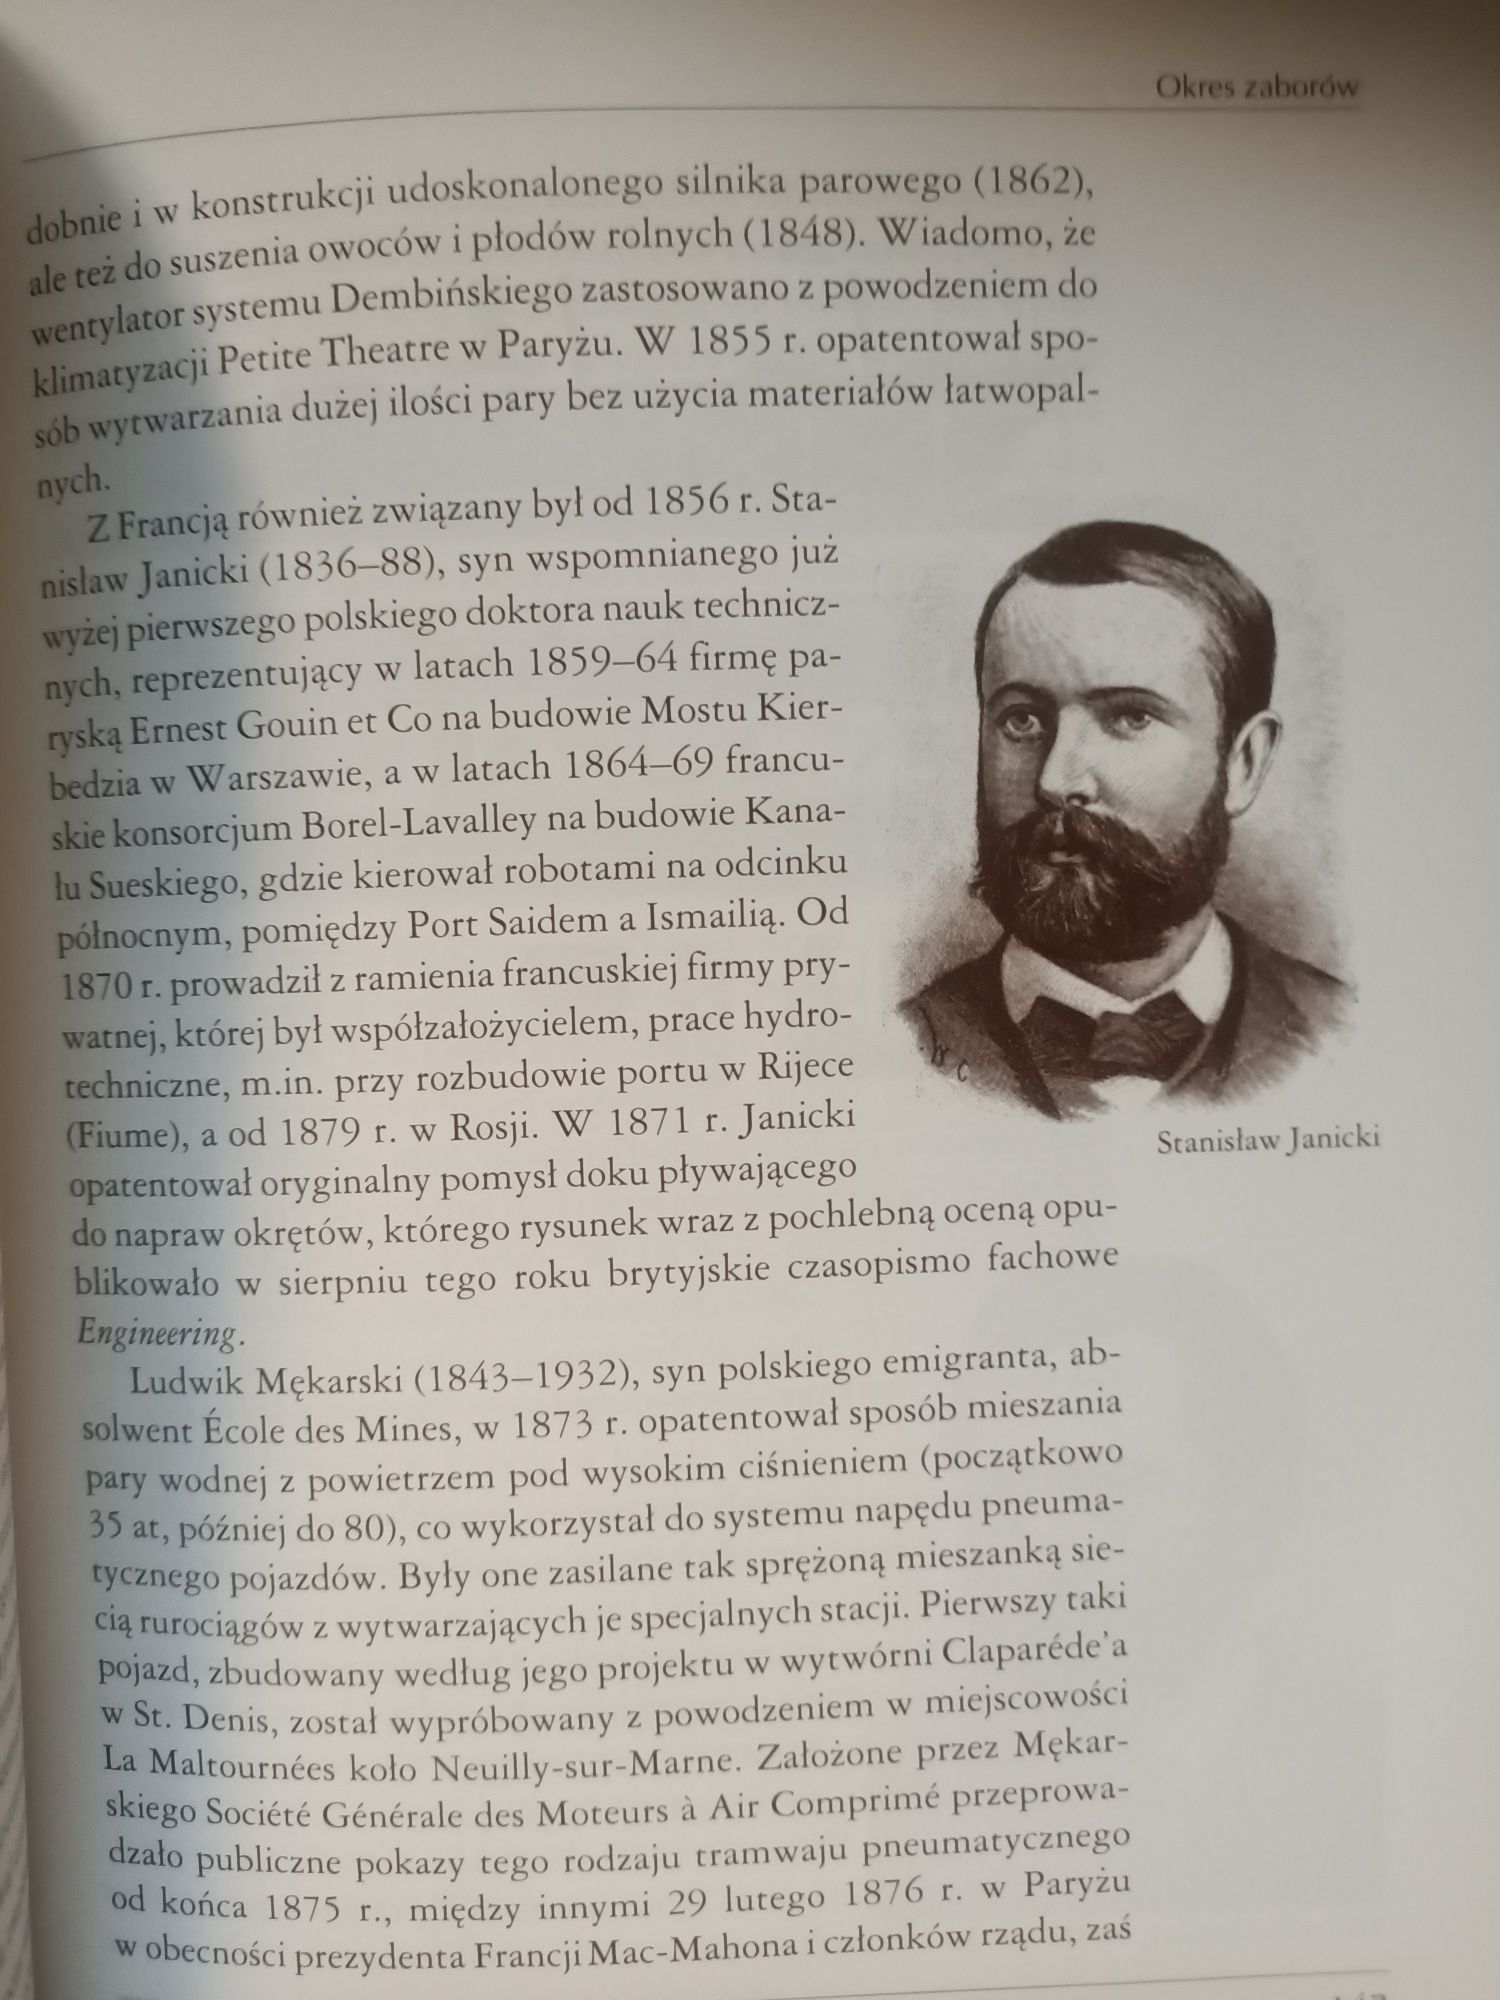 Okres zaborów
dobnie i w konstrukcji udoskonalonego silnika parowego (1862),
ale też do suszenia owoców i płodów rolnych (1848). Wiadomo, że
wentylator systemu Dembińskiego zastosowano z powodzeniem do
klimatyzacji Petite Theatre w Paryżu. W 1855 r. opatentował spo-
sób wytwarzania dużej ilości pary bez użycia materiałów łatwopal-
nych.
Z Francją również związany był od 1856 r. Sta-
nisław Janicki (1836–88), syn wspomnianego już
wyżej pierwszego polskiego doktora nauk technicz-
nych, reprezentujący w latach 1859–64 firmę pa-
ryską Ernest Gouin et Co na budowie Mostu Kier-
bedzia w Warszawie, a w latach 1864–69 francu-
skie konsorcjum Borel-Lavalley na budowie Kana-
łu Sueskiego, gdzie kierował robotami na odcinku
północnym, pomiędzy Port Saidem a Ismailią. Od
1870 r. prowadził z ramienia francuskiej firmy pry-
watnej, której był współzałożycielem, prace hydro-
techniczne, m.in. przy rozbudowie portu w Rijece
(Fiume), a od 1879 r. w Rosji. W 1871 r. Janicki
opatentował oryginalny pomysł doku pływającego
do napraw okrętów, którego rysunek wraz z pochlebną oceną opu-
blikowało w sierpniu tego roku brytyjskie czasopismo fachowe
Engineering.
Stanisław Janicki
Ludwik Mękarski (1843–1932), syn polskiego emigranta, ab-
solwent École des Mines, w 1873 r. opatentował sposób mieszania
pary wodnej z powietrzem pod wysokim ciśnieniem (początkowo
35 at, później do 80), co wykorzystał do systemu napędu pneuma-
tycznego pojazdów. Były one zasilane tak sprężoną mieszanką sie-
cią rurociągów z wytwarzających je specjalnych stacji. Pierwszy taki
pojazd, zbudowany według jego projektu w wytwórni Claparéde'a
w St. Denis, został wypróbowany z powodzeniem w miejscowości
La Maltournées koło Neuilly-sur-Marne. Założone przez Mękar-
skiego Société Générale des Moteurs à Air Comprimé przeprowa-
dzało publiczne pokazy tego rodzaju tramwaju pneumatycznego
od końca 1875 r., między innymi 29 lutego 1876 r. w Paryżu
w obecności prezydenta Francji Mac-Mahona i członków rządu, zaś